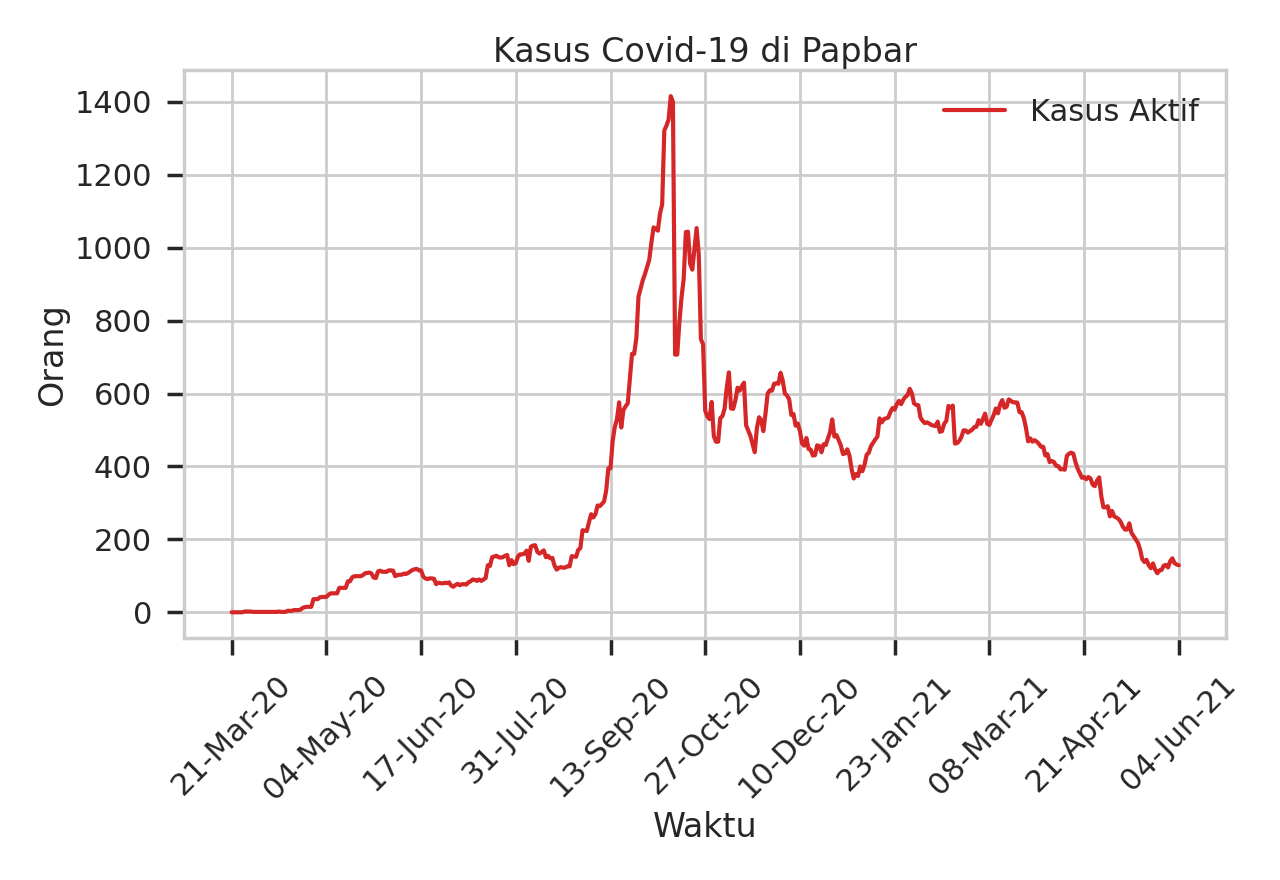 Kasus Covid-19 di Papbar
Kasus Aktif
1400
1200
1000
800
600
400
200
0
Orang
21-Mar-20
04-May-20
17-Jun-20
31-Jul-20
13-Sep-20
27-Oct-20
10-Dec-20
23-Jan-21
08-Mar-21
21-Apr-21
04-Jun-21
Waktu